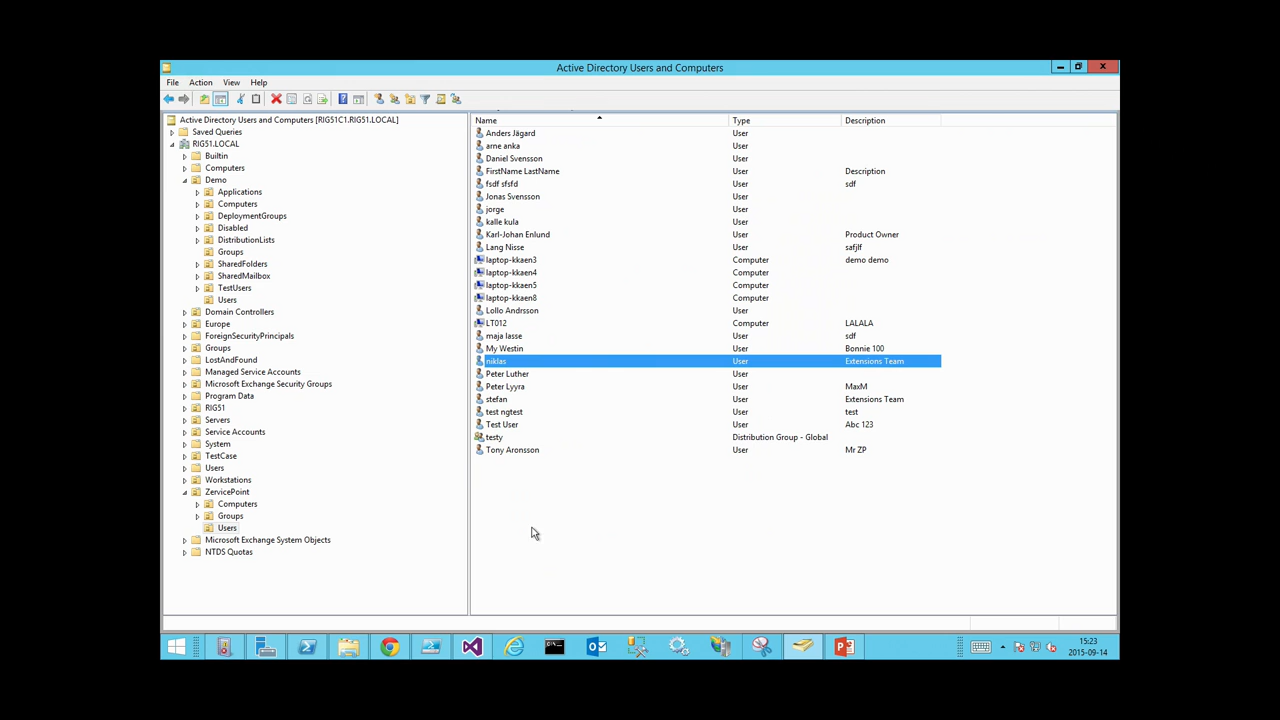 Active Directory Users and Computers
File Action View Help
Active Directory Users and Computers [RIG51C1.RIG51.LOCAL]
Saved Queries
RIG51.LOCAL
Builtin
Computers
Demo
Applications
Computers
DeploymentGroups
Disabled
DistributionLists
Groups
SharedFolders
SharedMailbox
TestUsers
Users
Domain Controllers
Europe
ForeignSecurityPrincipals
Groups
LostAndFound
Managed Service Accounts
Microsoft Exchange Security Groups
Program Data
RIG51
Servers
Service Accounts
System
TestCase
Users
Workstations
ZervicePoint
Computers
Groups
Users
Microsoft Exchange System Objects
NTDS Quotas
Name Type Description
Anders Jägard User
arne anka User
Daniel Svensson User
FirstName LastName User Description
fsdf sfsfd User sdf
Jonas Svensson User
jorge User
kalle kula User
Karl-Johan Enlund User Product Owner
Lang Nisse User safjlf
laptop-kkaen3 Computer demo demo
laptop-kkaen4 Computer
laptop-kkaen5 Computer
laptop-kkaen8 Computer
Lollo Andrsson User
LT012 Computer LALALA
maja lasse User sdf
My Westin User Bonnie 100
niklas User Extensions Team
Peter Luther User
Peter Lyyra User MaxM
stefan User Extensions Team
test ngtest User test
Test User User Abc 123
testy Distribution Group - Global
Tony Aronsson User Mr ZP
15:23
2015-09-14